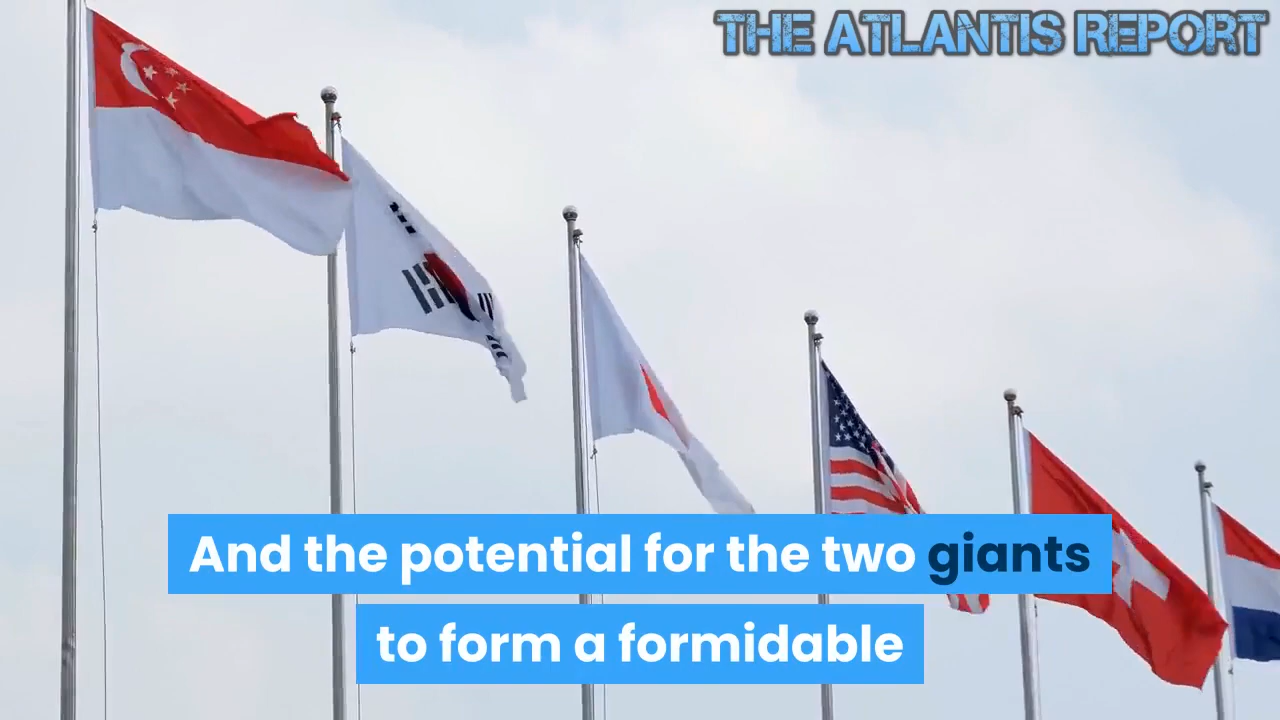 THE ATLANTIS REPORT
And the potential for the two giants
to form a formidable